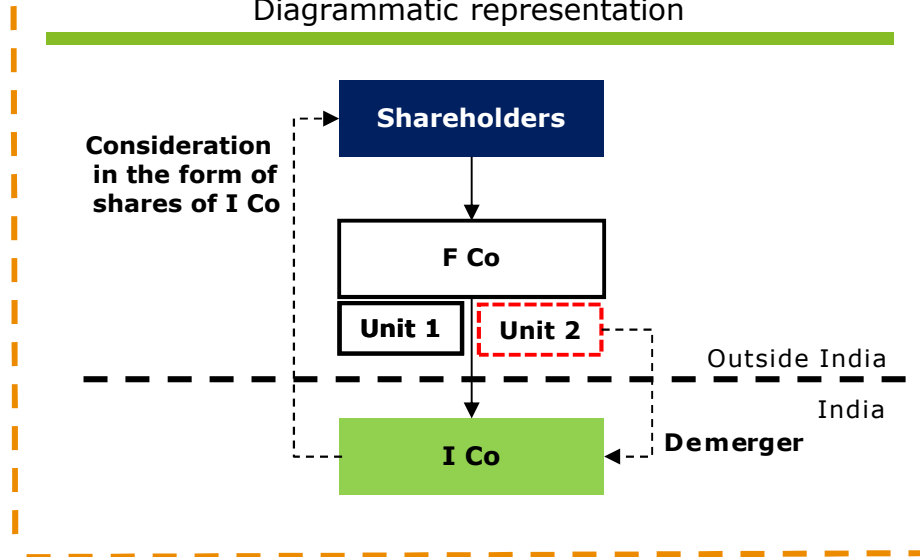 Diagrammatic representation
Shareholders
Consideration
in the form of
shares of I Co
F Co
Unit 1
Unit 2
Outside India
India
Demerger
I Co